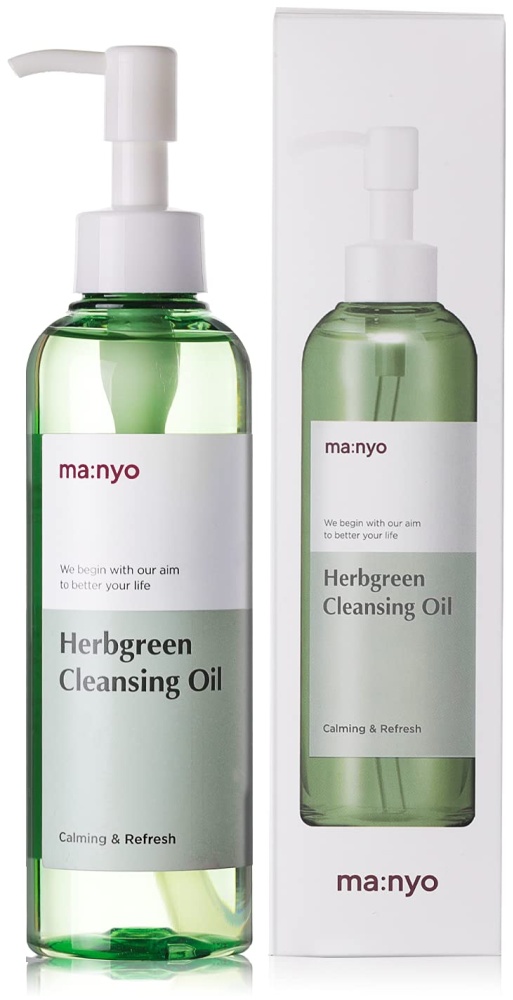 ma:nyo
We begin with our aim
to better your life
Herbgreen
Cleansing Oil
Calming & Refresh
ma:nyo
We begin with our aim
to better your life
Herbgreen
Cleansing Oil
Calming & Refresh
ma:nyo